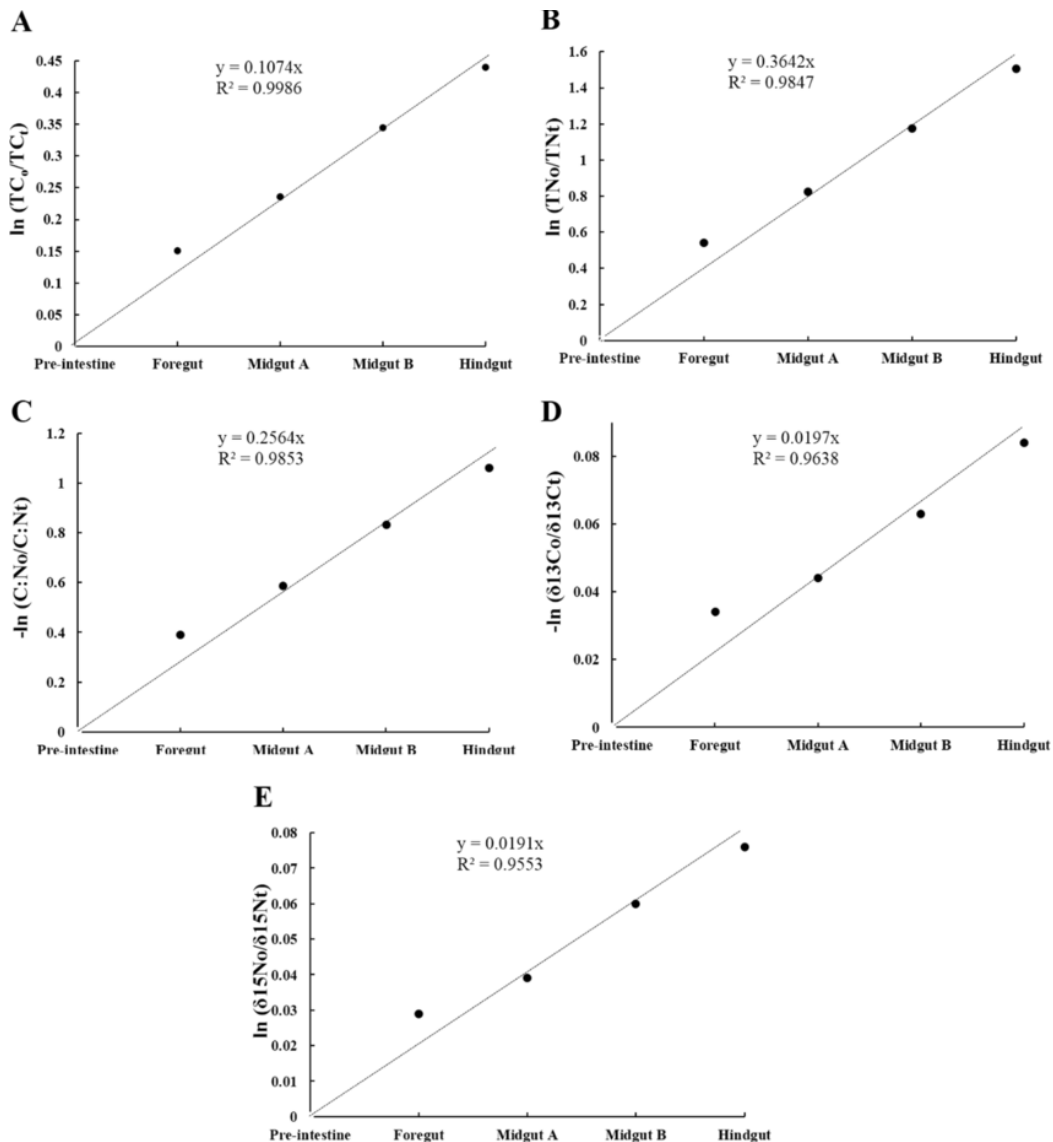 A
y = 0.1074x
R² = 0.9986
ln (TCo/TCt)
0.45
0.4
0.35
0.3
0.25
0.2
0.15
0.1
0.05
0
Pre-intestine Foregut Midgut A Midgut B Hindgut
B
y = 0.3642x
R² = 0.9847
ln (TNo/TNt)
1.6
1.4
1.2
1
0.8
0.6
0.4
0.2
0
Pre-intestine Foregut Midgut A Midgut B Hindgut
C
y = 0.2564x
R² = 0.9853
-ln (C:No/C:Nt)
1.2
1
0.8
0.6
0.4
0.2
0
Pre-intestine Foregut Midgut A Midgut B Hindgut
D
y = 0.0197x
R² = 0.9638
-ln (δ13Co/δ13Ct)
0.08
0.06
0.04
0.02
0
Pre-intestine Foregut Midgut A Midgut B Hindgut
E
y = 0.0191x
R² = 0.9553
ln (δ15No/δ15Nt)
0.08
0.07
0.06
0.05
0.04
0.03
0.02
0.01
0
Pre-intestine Foregut Midgut A Midgut B Hindgut